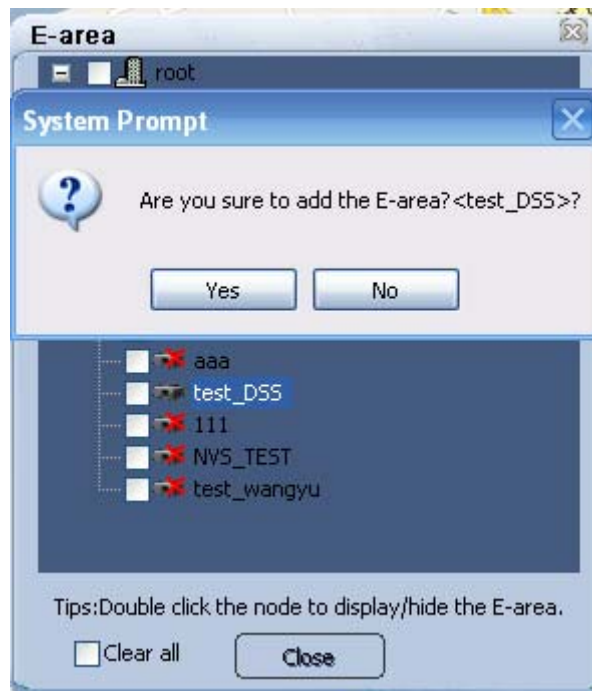 E-area
root
System Prompt
Are you sure to add the E-area?<test_DSS>?
Yes No
aaa
test_DSS
111
NVS_TEST
test_wangyu
Tips:Double click the node to display/hide the E-area.
Clear all Close